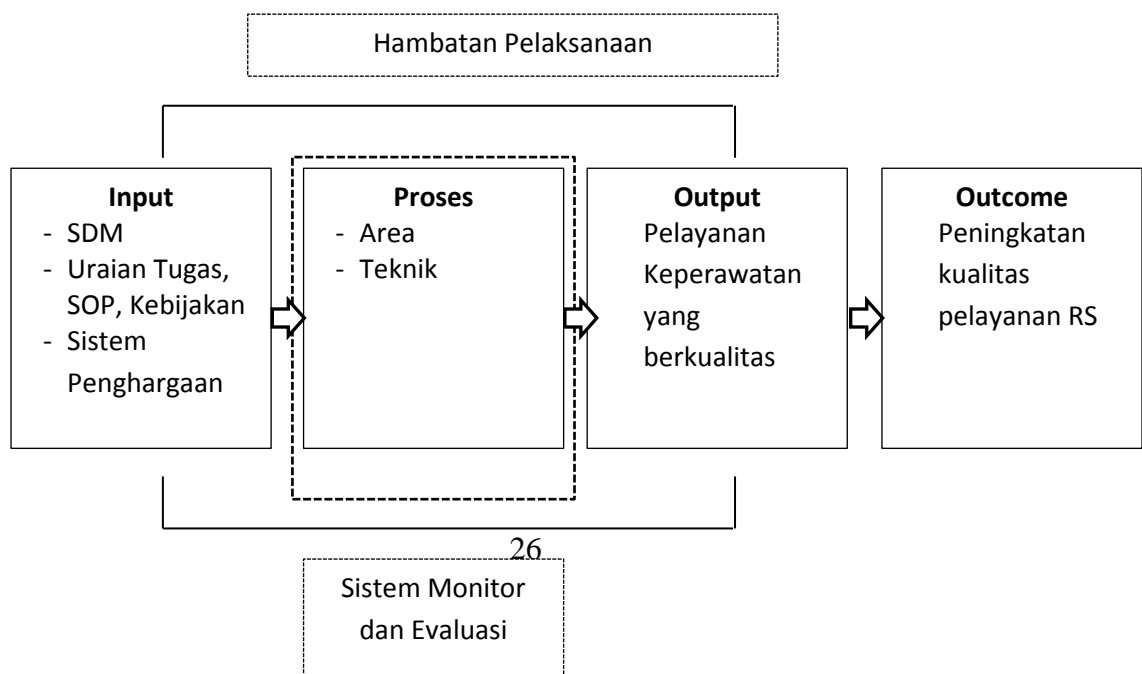 Hambatan Pelaksanaan
Input
- SDM
- Uraian Tugas,
SOP, Kebijakan
- Sistem
Penghargaan
Proses
- Area
- Teknik
Output
Pelayanan
Keperawatan
yang
berkualitas
Outcome
Peningkatan
kualitas
pelayanan RS
26
Sistem Monitor
dan Evaluasi